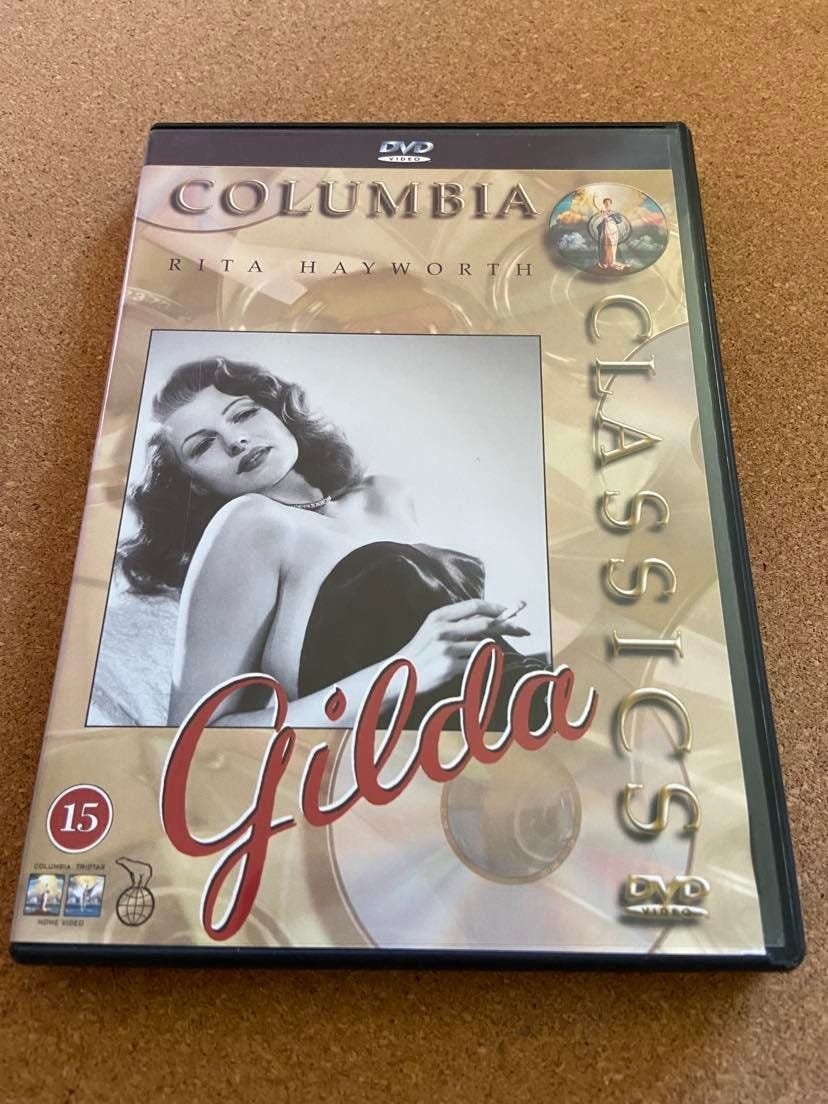 DVD
VIDEO
COLUMBIA
RITA HAYWORTH
CLASSICS
Gilda
15
COLUMBIA TRISTAR
HOME VIDEO
DVD
VIDEO